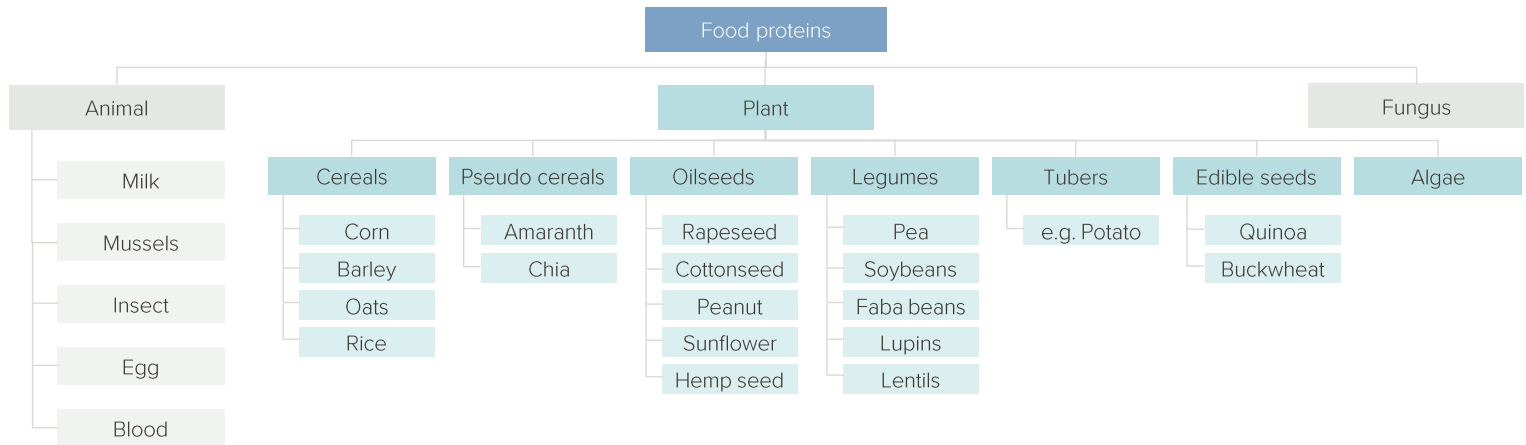 Food proteins
Animal
Plant
Fungus
Milk
Mussels
Insect
Egg
Blood
Cereals
Corn
Barley
Oats
Rice
Pseudo cereals
Amaranth
Chia
Oilseeds
Rapeseed
Cottonseed
Peanut
Sunflower
Hemp seed
Legumes
Pea
Soybeans
Faba beans
Lupins
Lentils
Tubers
e.g. Potato
Edible seeds
Quinoa
Buckwheat
Algae